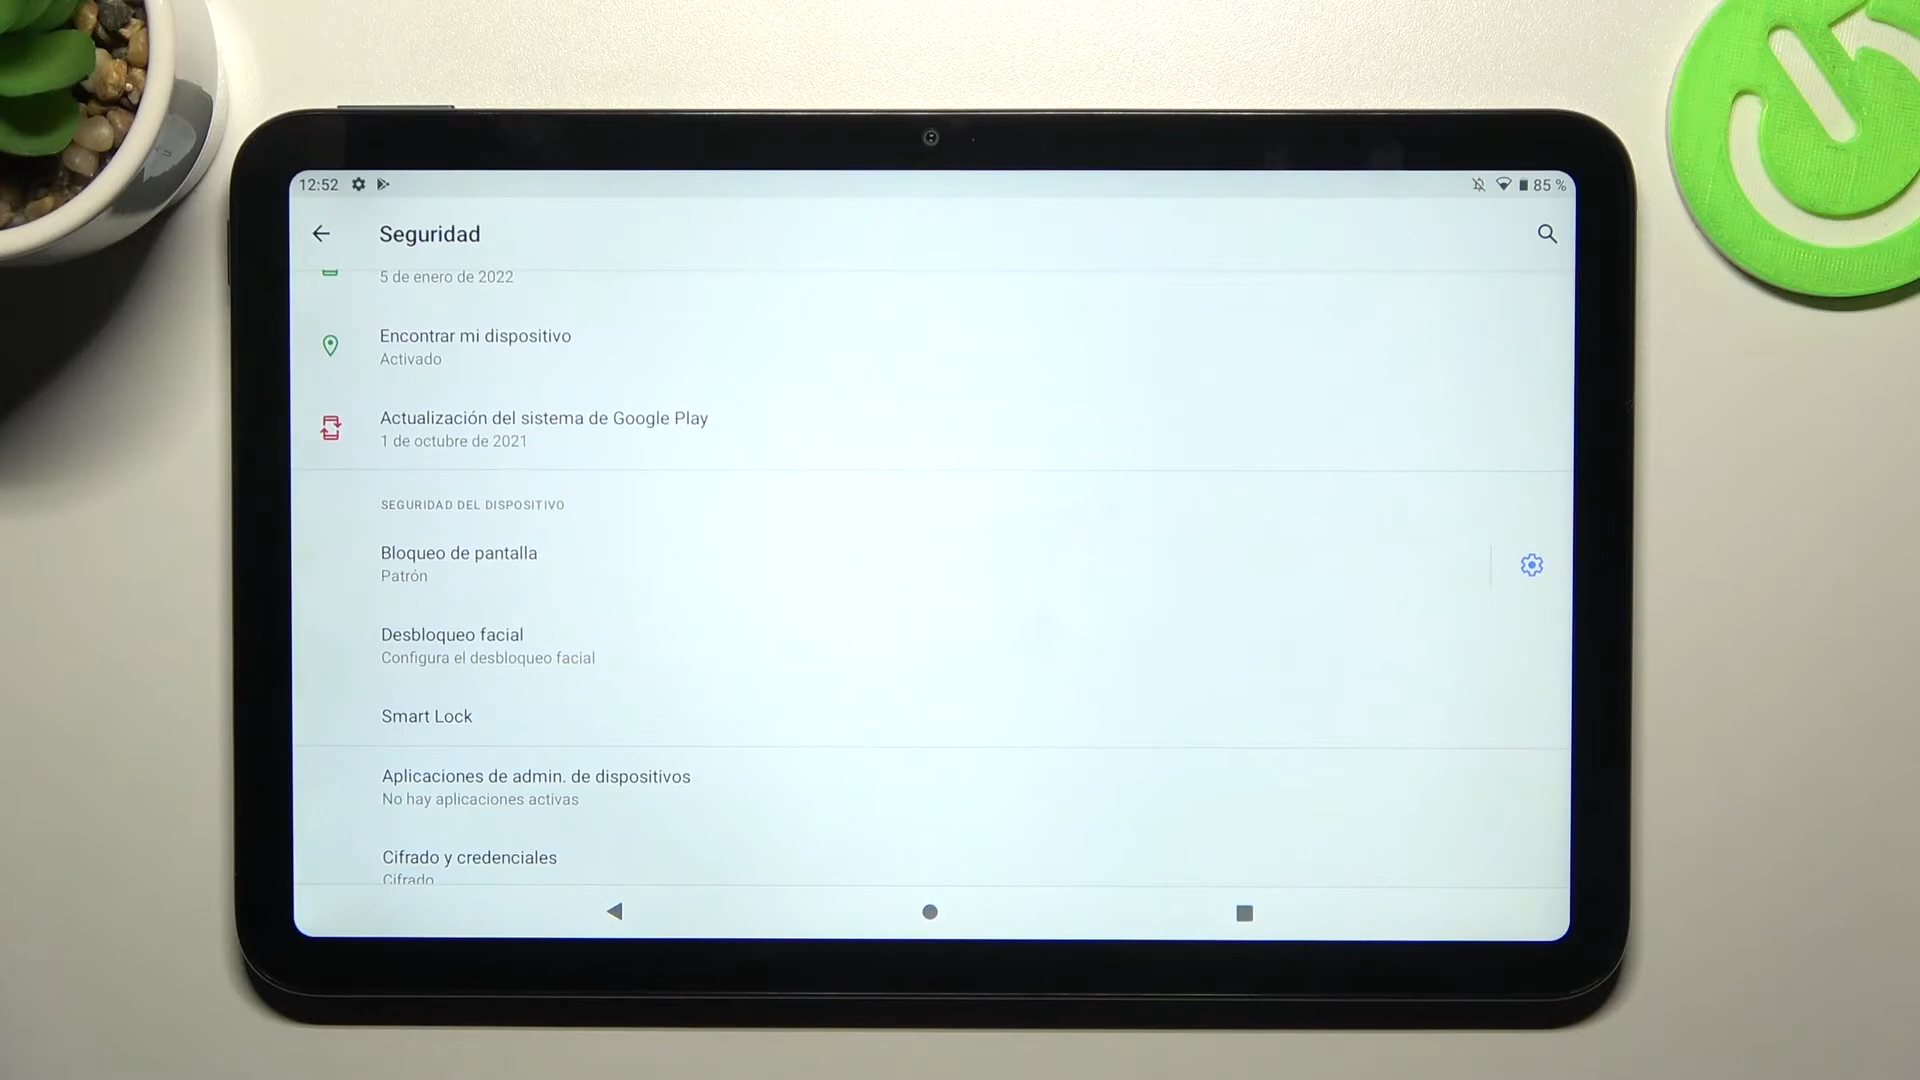 12:52
85 %
Seguridad
5 de enero de 2022
Encontrar mi dispositivo
Activado
Actualización del sistema de Google Play
1 de octubre de 2021
SEGURIDAD DEL DISPOSITIVO
Bloqueo de pantalla
Patrón
Desbloqueo facial
Configura el desbloqueo facial
Smart Lock
Aplicaciones de admin. de dispositivos
No hay aplicaciones activas
Cifrado y credenciales
Cifrado